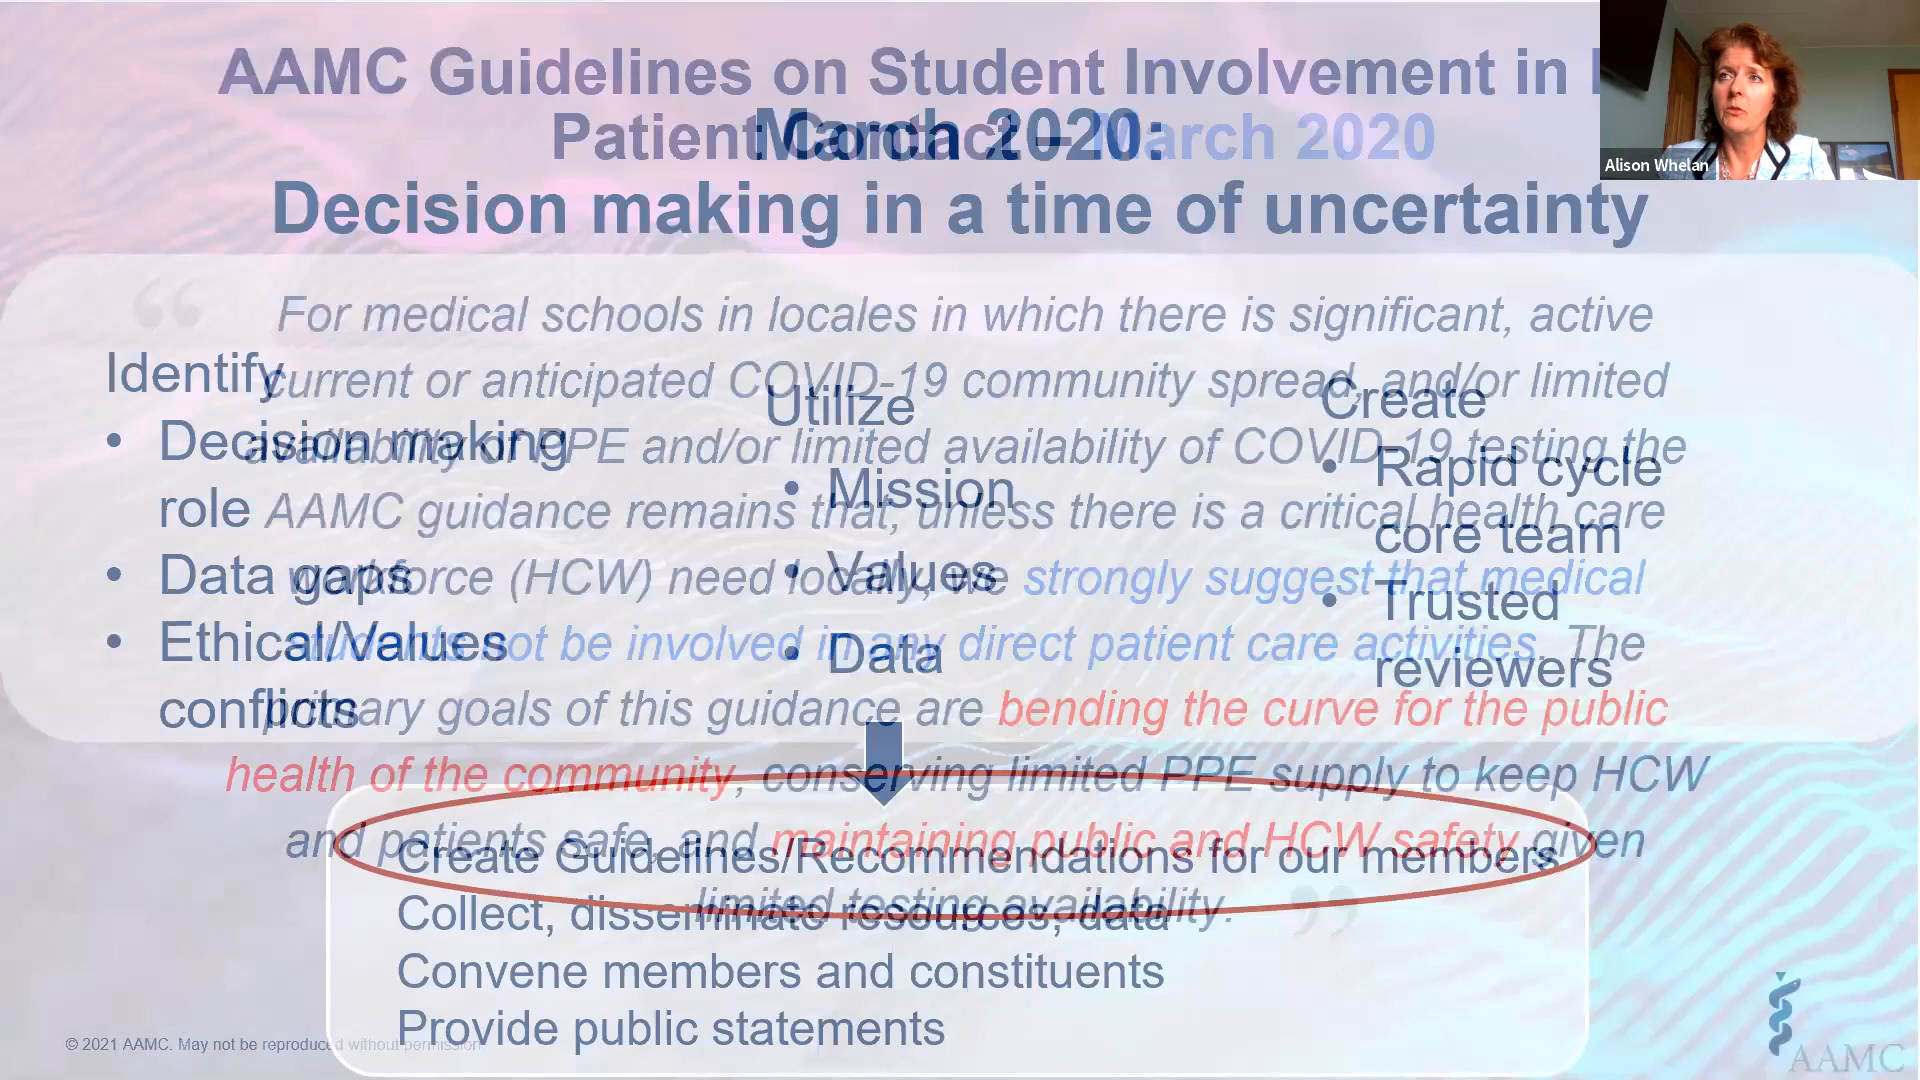 AAMC Guidelines on Student Involvement in
Patient Contact – March 2020
March 2020:
Decision making in a time of uncertainty
“ For medical schools in locales in which there is significant, active
current or anticipated COVID-19 community spread, and/or limited
availability of PPE and/or limited availability of COVID-19 testing the
AAMC guidance remains that, unless there is a critical health care
workforce (HCW) need locally, we strongly suggest that medical
students not be involved in any direct patient care activities. The
primary goals of this guidance are bending the curve for the public
health of the community, conserving limited PPE supply to keep HCW
and patients safe, and maintaining public and HCW safety given
limited testing availability. ”
Identify
• Decision making
role
• Data gaps
• Ethical/Values
conflicts
Utilize
• Mission
• Values
• Data
Create
• Rapid cycle
core team
• Trusted
reviewers
Create Guidelines/Recommendations for our members
Collect, disseminate resources, data
Convene members and constituents
Provide public statements
© 2021 AAMC. May not be reproduced without permission.
AAMC
Alison Whelan